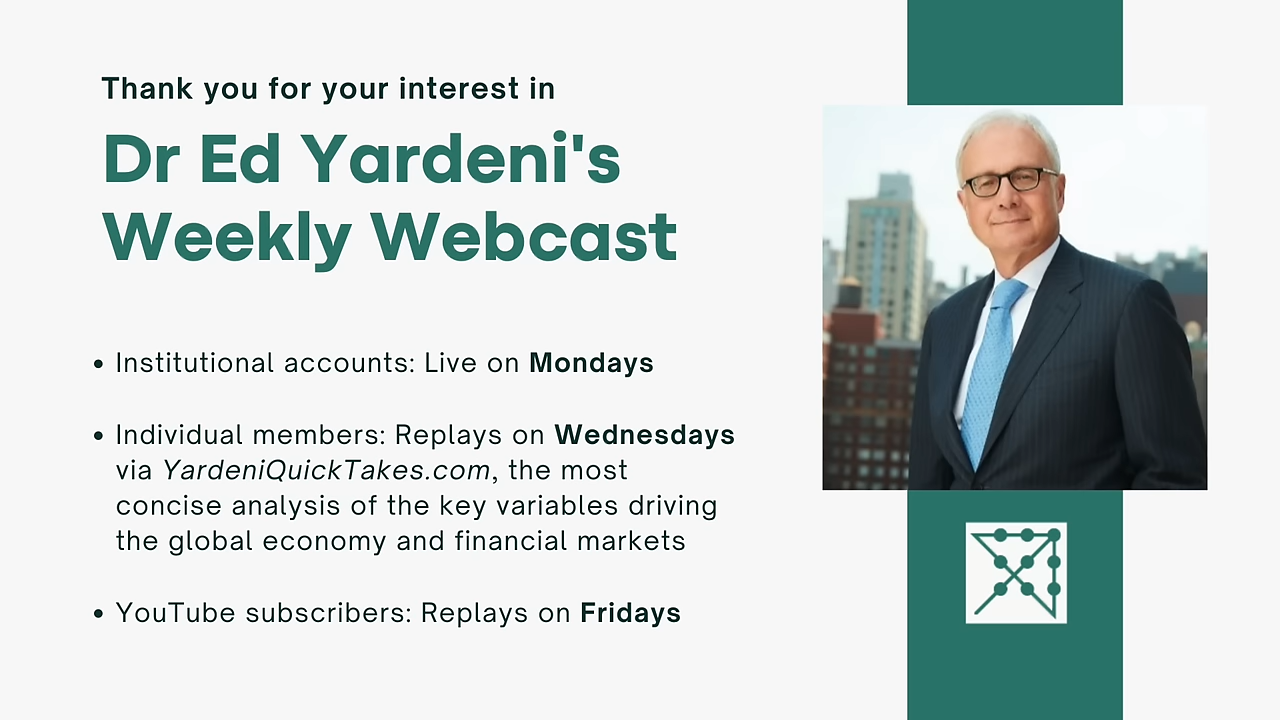 Thank you for your interest in
Dr Ed Yardeni's
Weekly Webcast
• Institutional accounts: Live on Mondays
• Individual members: Replays on Wednesdays
via YardeniQuickTakes.com, the most
concise analysis of the key variables driving
the global economy and financial markets
• YouTube subscribers: Replays on Fridays